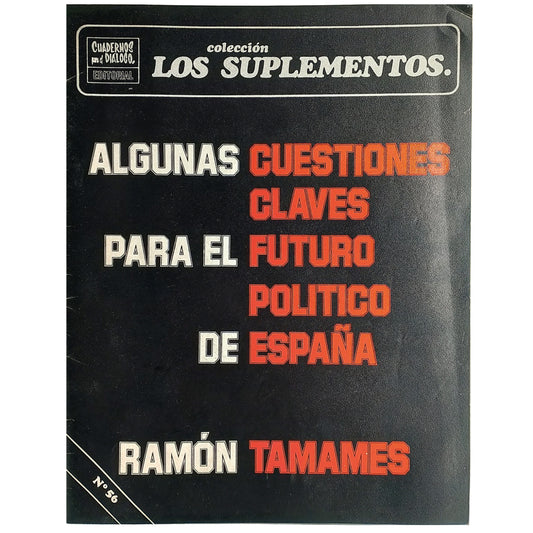 CUADERNOS
para el DIALOGO,
EDITORIAL
colección
LOS SUPLEMENTOS.
ALGUNAS CUESTIONES
CLAVES
PARA EL FUTURO
POLITICO
DE ESPAÑA
RAMÓN TAMAMES
Nº 56